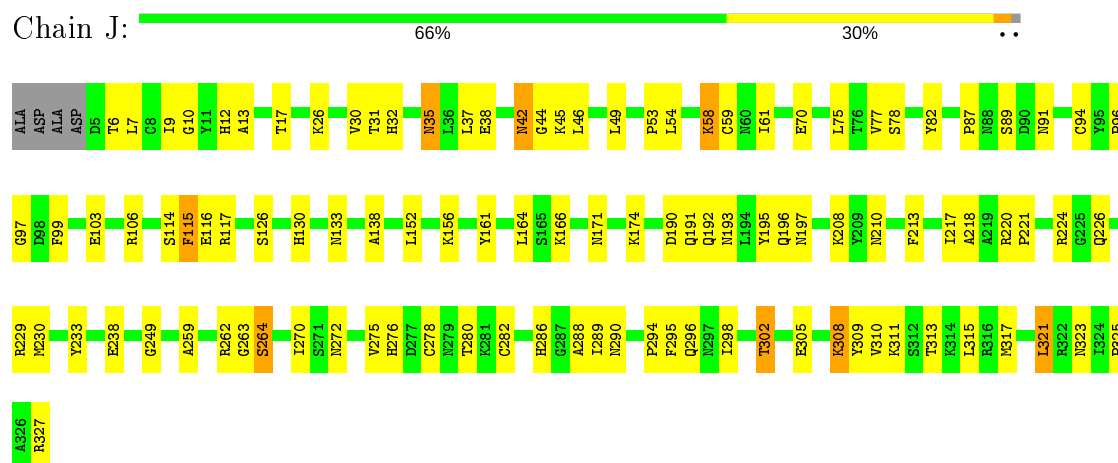 Chain J:
66% 30% • •
ALA ASP ALA ASP D5 T6 L7 C8 I9 G10 Y11 H12 A13 T17 K26 V30 T31 H32 N35 L36 L37 E38 N42 G44 K45 L46 L49 P53 L54 K58 C59 N60 I61 E70 L75 T76 V77 S78 Y82 P87 N88 S89 D90 N91 C94 Y95
G97 D98 F99 E103 R106 S114 F115 E116 R117 S126 H130 N133 A138 L152 K156 Y161 L164 S165 K166 N171 K174 D190 Q191 Q192 N193 L194 Y195 Q196 N197 K208 Y209 N210 F213 I217 A218 A219 R220 P221 R224 G225 Q226
R229 M230 Y233 E238 G249 A259 R262 G263 S264 I270 S271 N272 V275 H276 D277 C278 N279 T280 K281 C282 H286 G287 A288 I289 N290 P294 F295 Q296 N297 I298 T302 E305 K308 Y309 V310 K311 S312 T313 K314 L315 R316 M317 L321 R322 N323 I324 P325
A326 R327